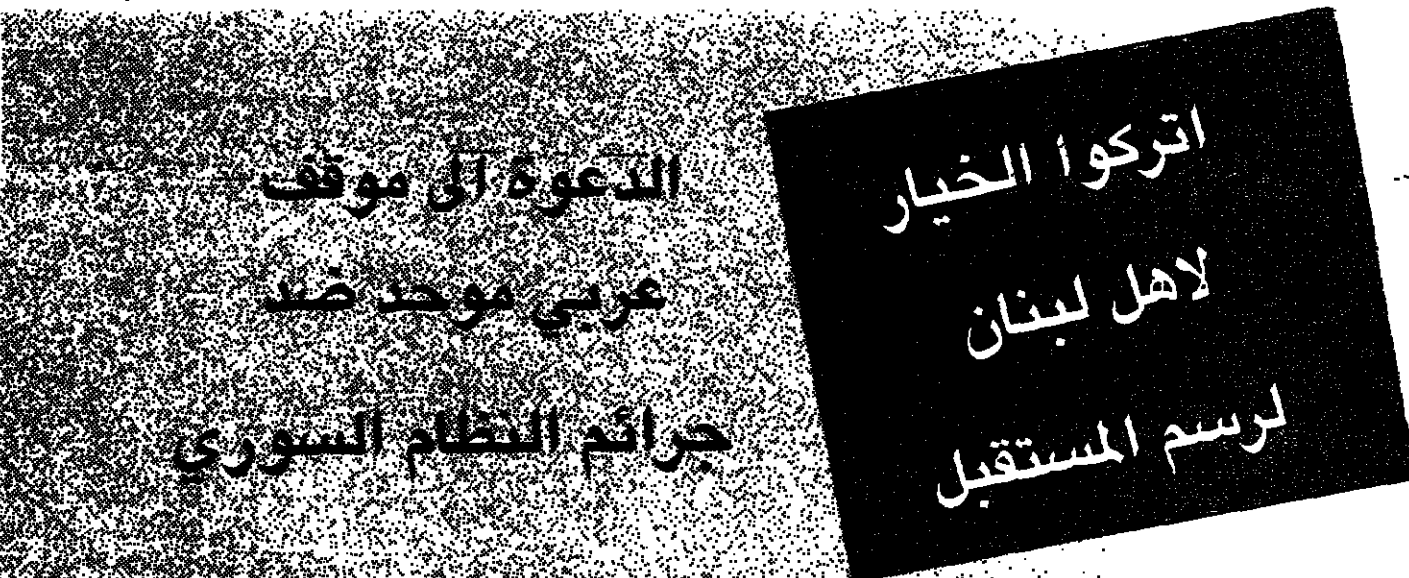 اتركوا الخيار
لاهل لبنان
لرسم المستقبل
الدعوة الى موقف
عربي موحد ضد
جرائم النظام السوري